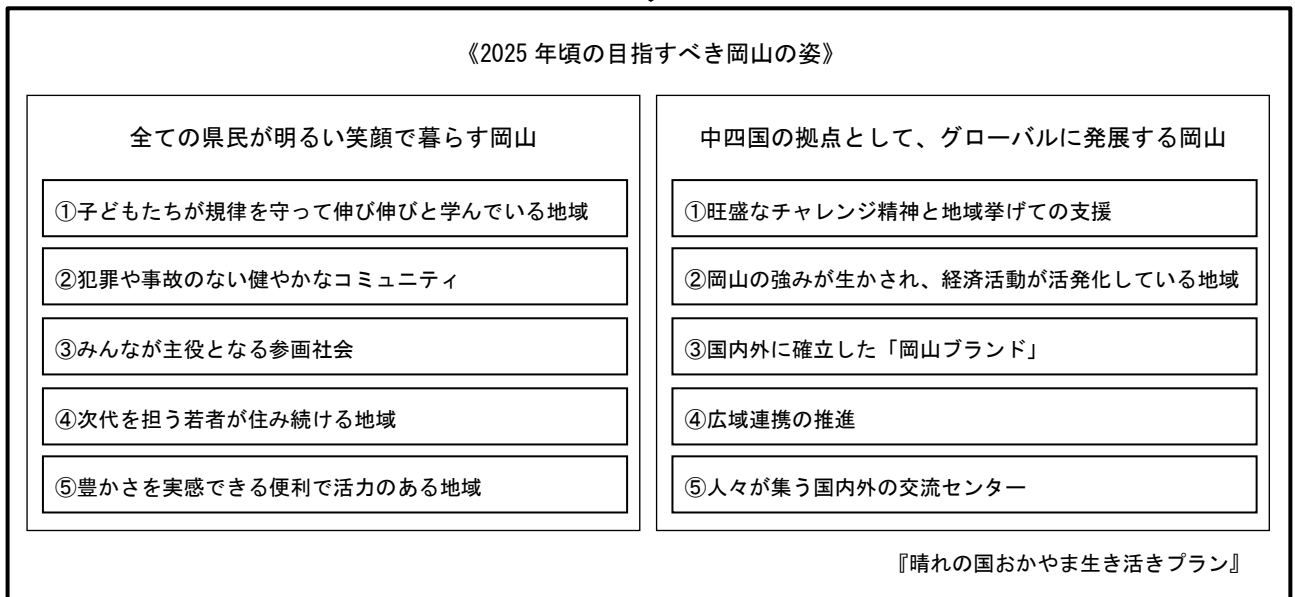 《2025 年頃の目指すべき岡山の姿》
全ての県民が明るい笑顔で暮らす岡山
①子どもたちが規律を守って伸び伸びと学んでいる地域
②犯罪や事故のない健やかなコミュニティ
③みんなが主役となる参画社会
④次代を担う若者が住み続ける地域
⑤豊かさを実感できる便利で活力のある地域
中四国の拠点として、グローバルに発展する岡山
①旺盛なチャレンジ精神と地域挙げての支援
②岡山の強みが生かされ、経済活動が活発化している地域
③国内外に確立した「岡山ブランド」
④広域連携の推進
⑤人々が集う国内外の交流センター
『晴れの国おかやま生き活きプラン』